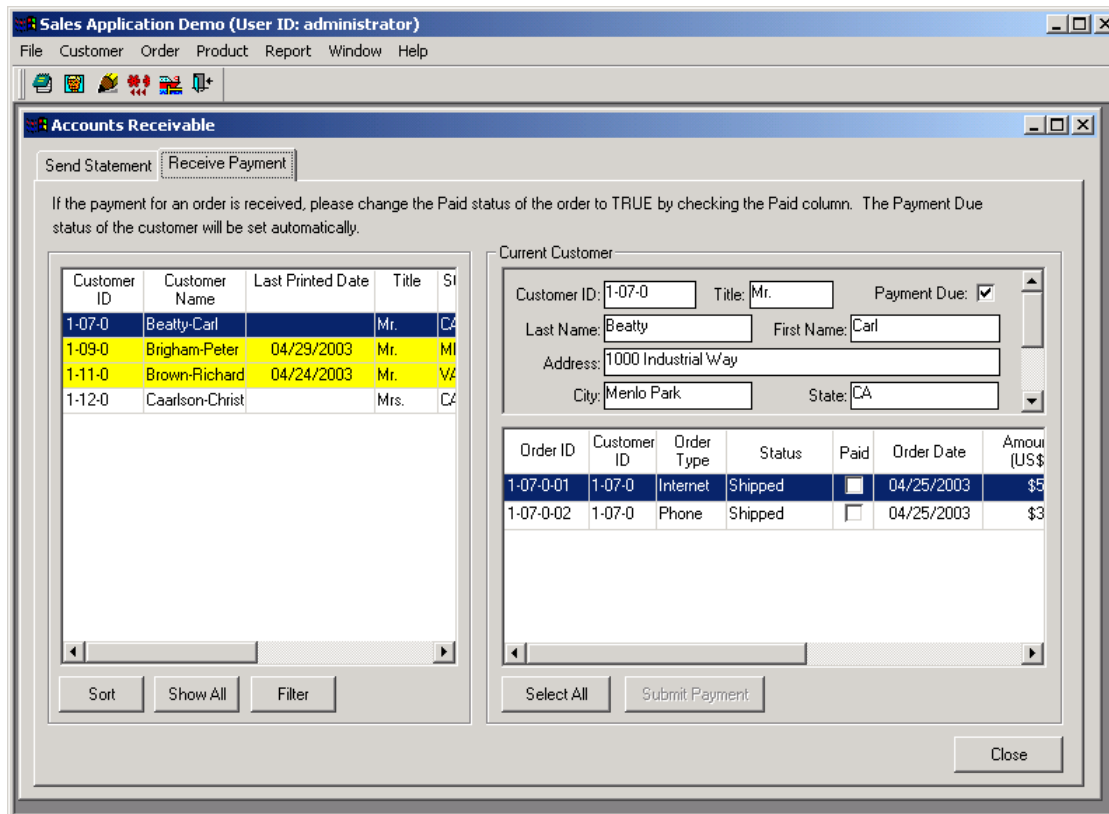 Sales Application Demo (User ID: administrator)
File Customer Order Product Report Window Help
Accounts Receivable
Send Statement Receive Payment
If the payment for an order is received, please change the Paid status of the order to TRUE by checking the Paid column. The Payment Due
status of the customer will be set automatically.
Customer ID Customer Name Last Printed Date Title
1-07-0 Beatty-Carl Mr. CA
1-09-0 Brigham-Peter 04/29/2003 Mr. MI
1-11-0 Brown-Richard 04/24/2003 Mr. VA
1-12-0 Caarlson-Christ Mrs. CA
Sort Show All Filter
Current Customer
Customer ID: 1-07-0 Title: Mr. Payment Due:
Last Name: Beatty First Name: Carl
Address: 1000 Industrial Way
City: Menlo Park State: CA
Order ID Customer ID Order Type Status Paid Order Date Amou (US$
1-07-0-01 1-07-0 Internet Shipped 04/25/2003 $5
1-07-0-02 1-07-0 Phone Shipped 04/25/2003 $3
Select All Submit Payment
Close